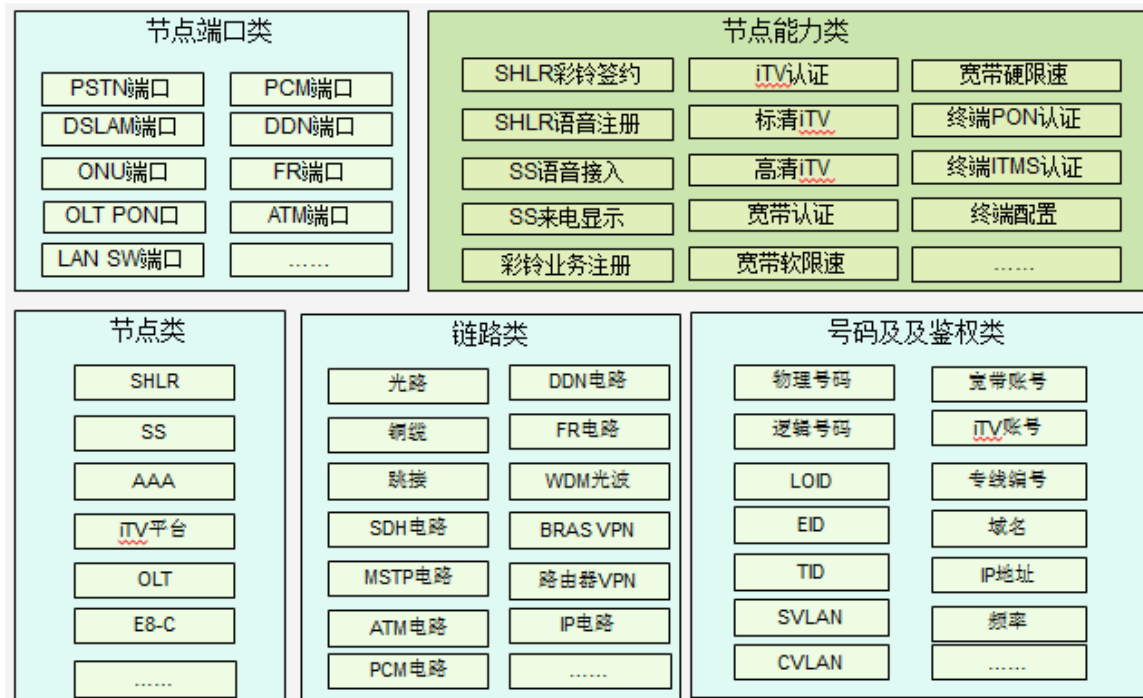 节点端口类
PSTN端口
PCM端口
DSLAM端口
DDN端口
ONU端口
FR端口
OLT PON口
ATM端口
LAN SW端口
……
节点能力类
SHLR彩铃签约
iTV认证
宽带硬限速
SHLR语音注册
标清iTV
终端PON认证
SS语音接入
高清iTV
终端ITMS认证
SS来电显示
宽带认证
终端配置
彩铃业务注册
宽带软限速
……
节点类
SHLR
SS
AAA
iTV平台
OLT
E8-C
……
链路类
光路
DDN电路
铜缆
FR电路
跳接
WDM光波
SDH电路
BRAS VPN
MSTP电路
路由器VPN
ATM电路
IP电路
PCM电路
……
号码及及鉴权类
物理号码
宽带账号
逻辑号码
iTV账号
LOID
专线编号
EID
域名
TID
IP地址
SVLAN
频率
CVLAN
……